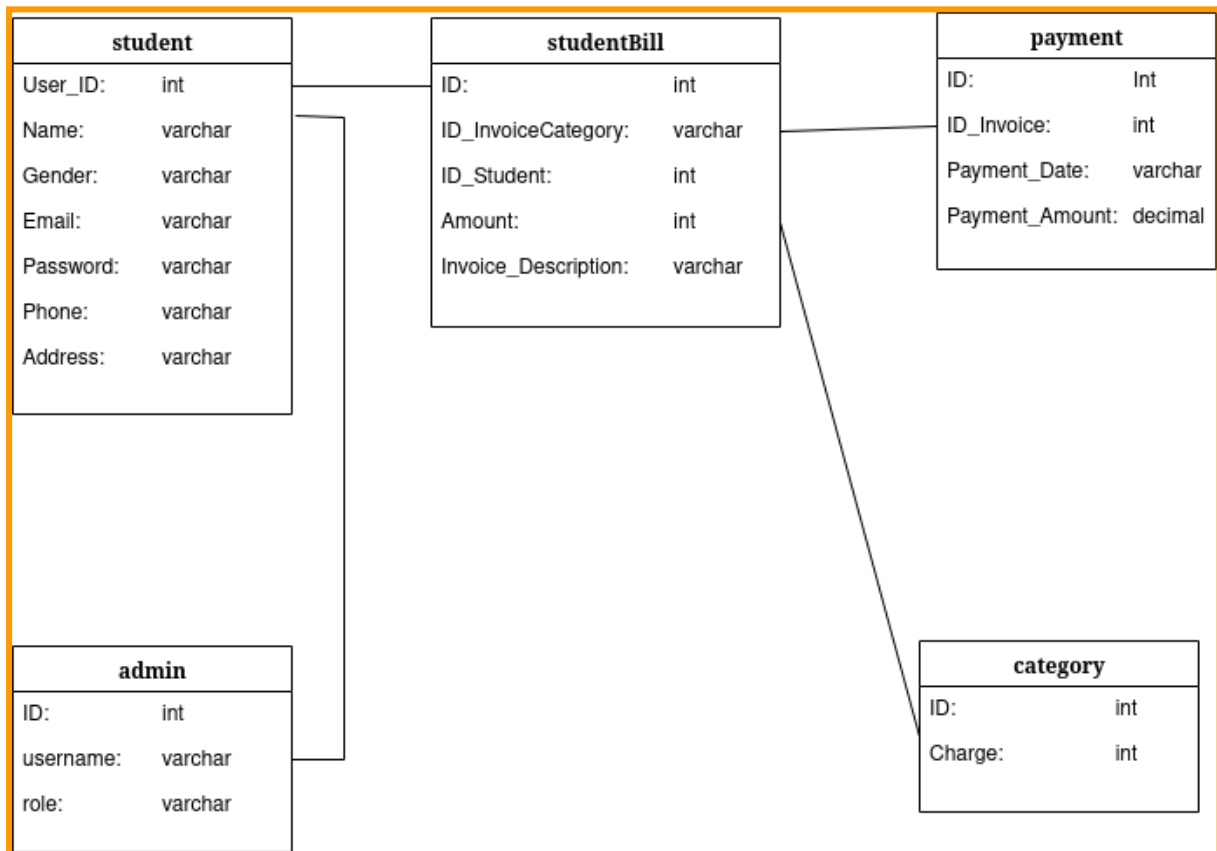 student
User_ID: int
Name: varchar
Gender: varchar
Email: varchar
Password: varchar
Phone: varchar
Address: varchar
studentBill
ID: int
ID_InvoiceCategory: varchar
ID_Student: int
Amount: int
Invoice_Description: varchar
payment
ID: Int
ID_Invoice: int
Payment_Date: varchar
Payment_Amount: decimal
admin
ID: int
username: varchar
role: varchar
category
ID: int
Charge: int